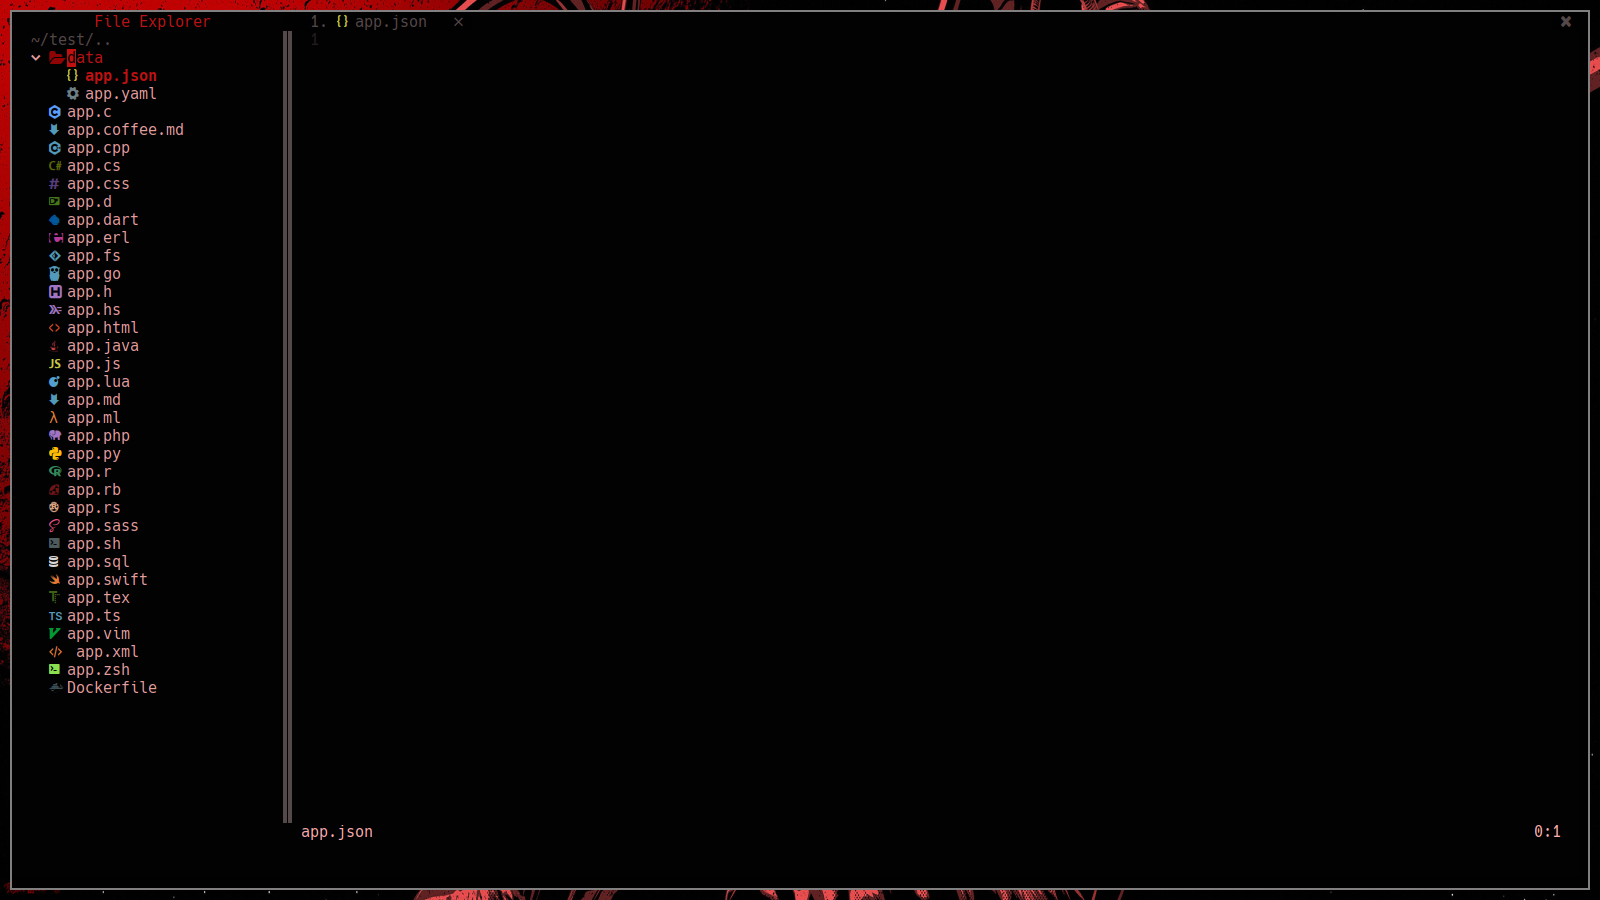 File Explorer
1. {} app.json ×
~/test/..
1
data
{} app.json
app.yaml
app.c
app.coffee.md
app.cpp
C# app.cs
# app.css
app.d
app.dart
app.erl
app.fs
app.go
app.h
app.hs
<> app.html
app.java
JS app.js
app.lua
app.md
λ app.ml
app.php
app.py
app.r
app.rb
app.rs
app.sass
app.sh
app.sql
app.swift
app.tex
TS app.ts
app.vim
</> app.xml
app.zsh
Dockerfile
app.json 0:1